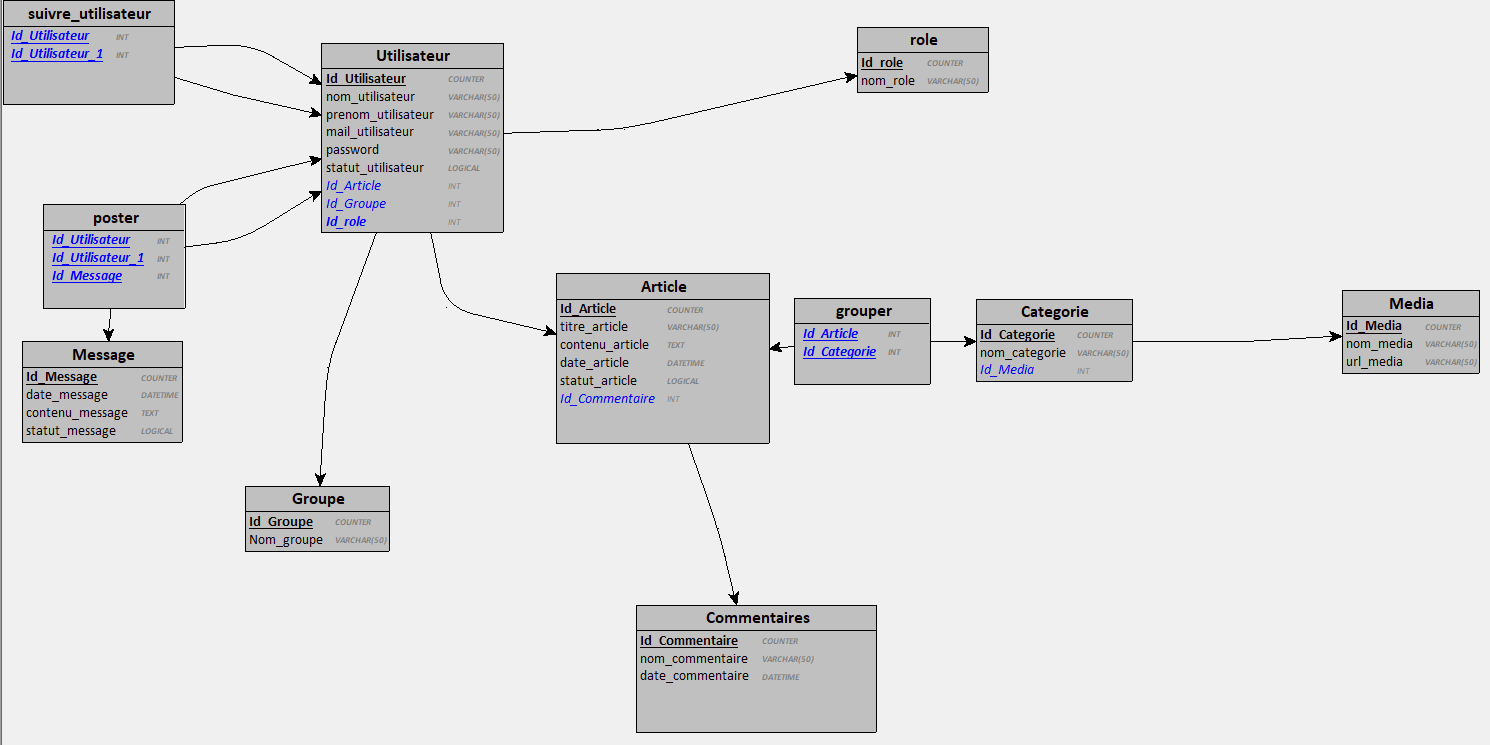 suivre_utilisateur
Id_Utilisateur INT
Id_Utilisateur_1 INT
Utilisateur
Id_Utilisateur COUNTER
nom_utilisateur VARCHAR(50)
prenom_utilisateur VARCHAR(50)
mail_utilisateur VARCHAR(50)
password VARCHAR(50)
statut_utilisateur LOGICAL
Id_Article INT
Id_Groupe INT
Id_role INT
role
Id_role COUNTER
nom_role VARCHAR(50)
poster
Id_Utilisateur INT
Id_Utilisateur_1 INT
Id_Message INT
Message
Id_Message COUNTER
date_message DATETIME
contenu_message TEXT
statut_message LOGICAL
Article
Id_Article COUNTER
titre_article VARCHAR(50)
contenu_article TEXT
date_article DATETIME
statut_article LOGICAL
Id_Commentaire INT
grouper
Id_Article INT
Id_Categorie INT
Categorie
Id_Categorie COUNTER
nom_categorie VARCHAR(50)
Id_Media INT
Media
Id_Media COUNTER
nom_media VARCHAR(50)
url_media VARCHAR(50)
Groupe
Id_Groupe COUNTER
Nom_groupe VARCHAR(50)
Commentaires
Id_Commentaire COUNTER
nom_commentaire VARCHAR(50)
date_commentaire DATETIME